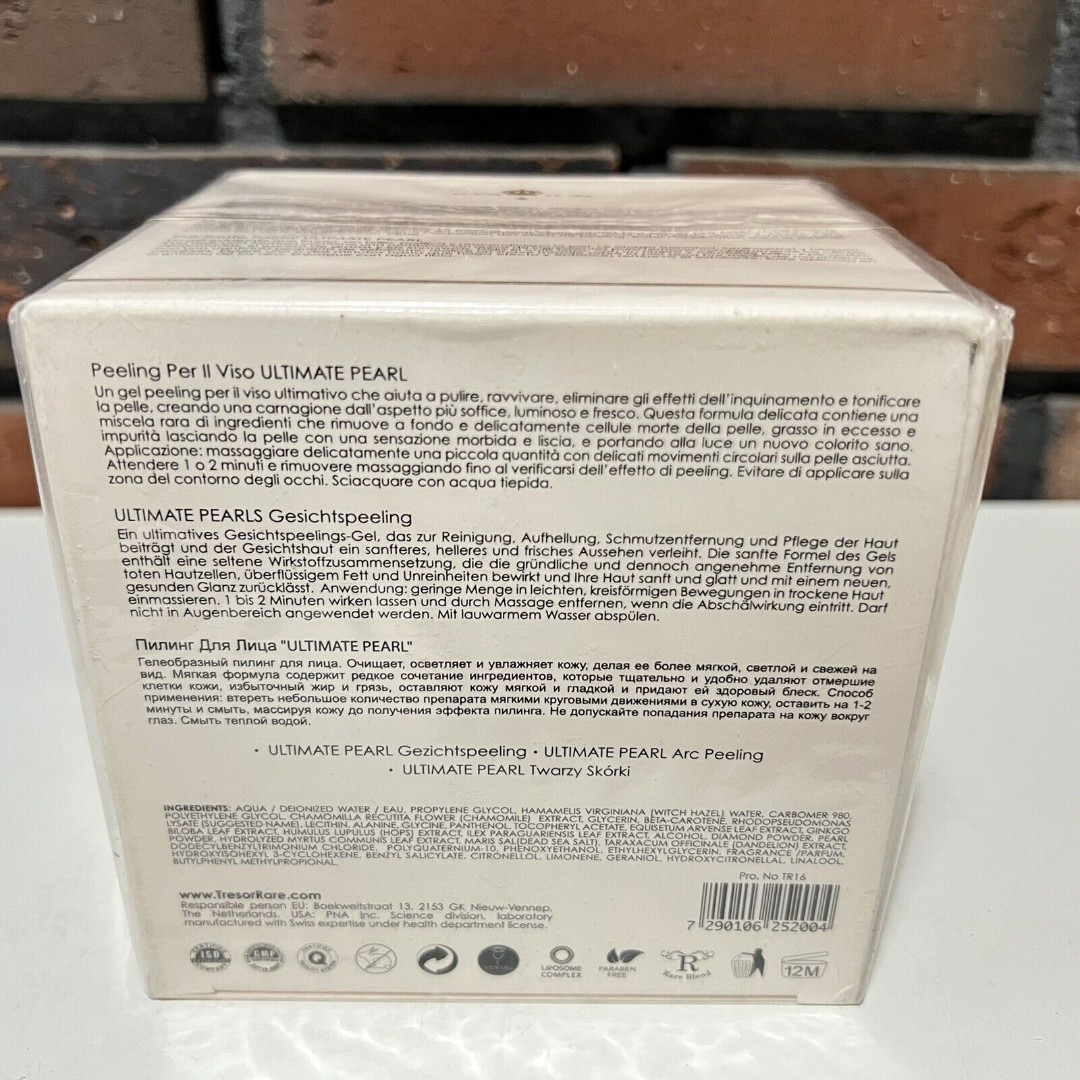 Peeling Per Il Viso ULTIMATE PEARL
Un gel peeling per il viso ultimativo che aiuta a pulire, ravvivare, eliminare gli effetti dell'inquinamento e tonificare
la pelle, creando una carnagione dall'aspetto più soffice, luminoso e fresco. Questa formula delicata contiene una
miscela rara di ingredienti che rimuove a fondo e delicatamente cellule morte della pelle, grasso in eccesso e
impurità lasciando la pelle con una sensazione morbida e liscia, e portando alla luce un nuovo colorito sano.
Applicazione: massaggiare delicatamente una piccola quantità con delicati movimenti circolari sulla pelle asciutta.
Attendere 1 o 2 minuti e rimuovere massaggiando fino al verificarsi dell'effetto di peeling. Evitare di applicare sulla
zona del contorno degli occhi. Sciacquare con acqua tiepida.
ULTIMATE PEARLS Gesichtspeeling
Ein ultimatives Gesichtspeelings-Gel, das zur Reinigung, Aufhellung, Schmutzentfernung und Pflege der Haut
beiträgt und der Gesichtshaut ein sanfteres, helleres und frisches Aussehen verleiht. Die sanfte Formel des Gels
enthält eine seltene Wirkstoffzusammensetzung, die die gründliche und dennoch angenehme Entfernung von
toten Hautzellen, überflüssigem Fett und Unreinheiten bewirkt und Ihre Haut sanft und glatt und mit einem neuen,
gesunden Glanz zurücklässt. Anwendung: geringe Menge in leichten, kreisförmigen Bewegungen in trockene Haut
einmassieren. 1 bis 2 Minuten wirken lassen und durch Massage entfernen, wenn die Abschälwirkung eintritt. Darf
nicht in Augenbereich angewendet werden. Mit lauwarmem Wasser abspülen.
Пилинг Для Лица "ULTIMATE PEARL"
Гелеобразный пилинг для лица. Очищает, осветляет и увлажняет кожу, делая ее более мягкой, светлой и свежей на
вид. Мягкая формула содержит редкое сочетание ингредиентов, которые тщательно и удобно удаляют отмершие
клетки кожи, избыточный жир и грязь, оставляют кожу мягкой и гладкой и придают ей здоровый блеск. Способ
применения: втереть небольшое количество препарата мягкими круговыми движениями в сухую кожу, оставить на 1-2
минуты и смыть, массируя кожу до получения эффекта пилинга. Не допускайте попадания препарата на кожу вокруг
глаз. Смыть теплой водой.
• ULTIMATE PEARL Gezichtspeeling • ULTIMATE PEARL Arc Peeling
• ULTIMATE PEARL Twarzy Skórki
INGREDIENTS: AQUA / DEIONIZED WATER / EAU, PROPYLENE GLYCOL, HAMAMELIS VIRGINIANA (WITCH HAZEL) WATER, CARBOMER 980,
POLYETHYLENE GLYCOL, CHAMOMILLA RECUTITA FLOWER (CHAMOMILE) EXTRACT, GLYCERIN, BETA-CAROTENE, RHODOPSEUDOMONAS
LYSATE (SUGGESTED NAME), LECITHIN, ALANINE, GLYCINE, PANTHENOL, TOCOPHERYL ACETATE, EQUISETUM ARVENSE LEAF EXTRACT, GINKGO
BILOBA LEAF EXTRACT, HUMULUS LUPULUS (HOPS) EXTRACT, ILEX PARAGUARIENSIS LEAF EXTRACT, ALCOHOL, DIAMOND POWDER, PEARL
POWDER, HYDROLYZED MYRTUS COMMUNIS LEAF EXTRACT, MARIS SAL(DEAD SEA SALT), TARAXACUM OFFICINALE (DANDELION) EXTRACT,
DODECYLBENZYLTRIMONIUM CHLORIDE, POLYQUATERNIUM-10, PHENOXYETHANOL, ETHYLHEXYLGLYCERIN, FRAGRANCE /PARFUM,
HYDROXYISOHEXYL 3-CYCLOHEXENE, BENZYL SALICYLATE, CITRONELLOL, LIMONENE, GERANIOL, HYDROXYCITRONELLAL, LINALOOL,
BUTYLPHENYL METHYLPROPIONAL.
Pro. No TR16
www.TresorRare.com
Responsible person EU: Boekweitstraat 13, 2153 GK Nieuw-Vennep,
The Netherlands. USA: PNA Inc. Science division, laboratory
manufactured with Swiss expertise under health department license.
7 290106 252004
ISO
GMP
Q
LIPOSOME
COMPLEX
PARABEN
FREE
R
Rare Blend
12M